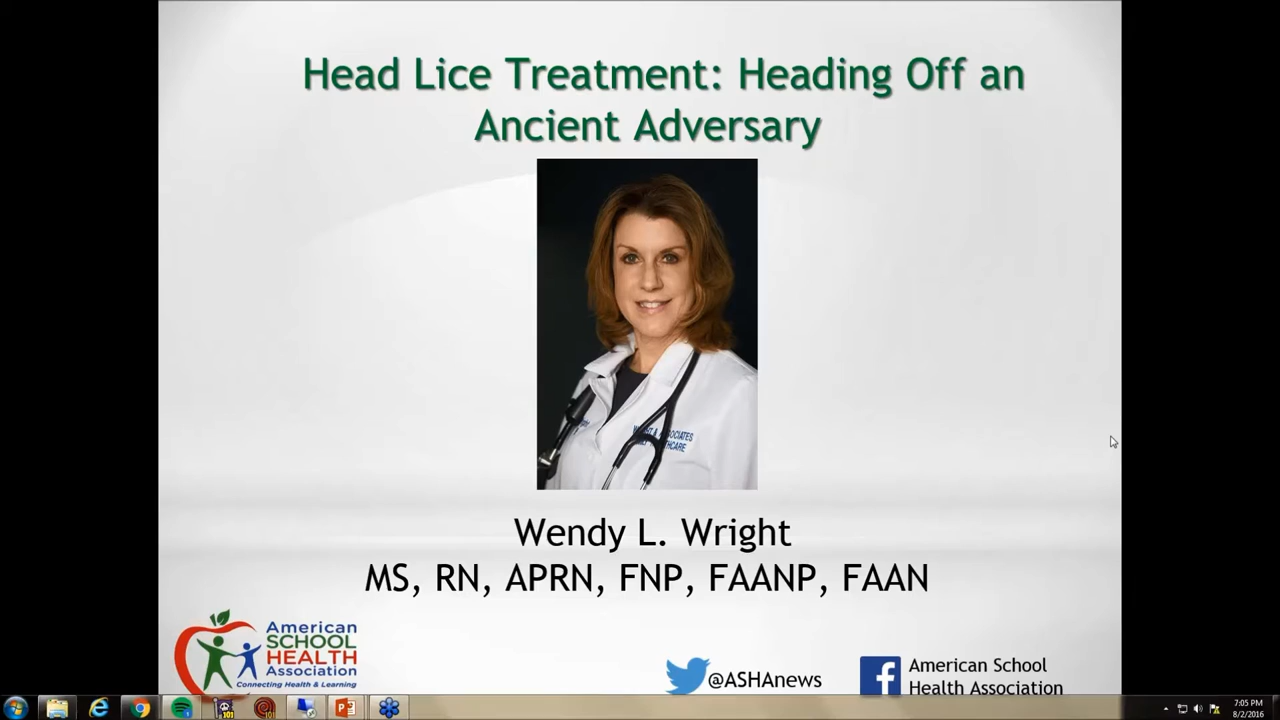 Head Lice Treatment: Heading Off an
Ancient Adversary
Wendy L. Wright
MS, RN, APRN, FNP, FAANP, FAAN
American
SCHOOL
HEALTH
Association
Connecting Health & Learning
@ASHAnews
American School
Health Association
7:05 PM
8/2/2016